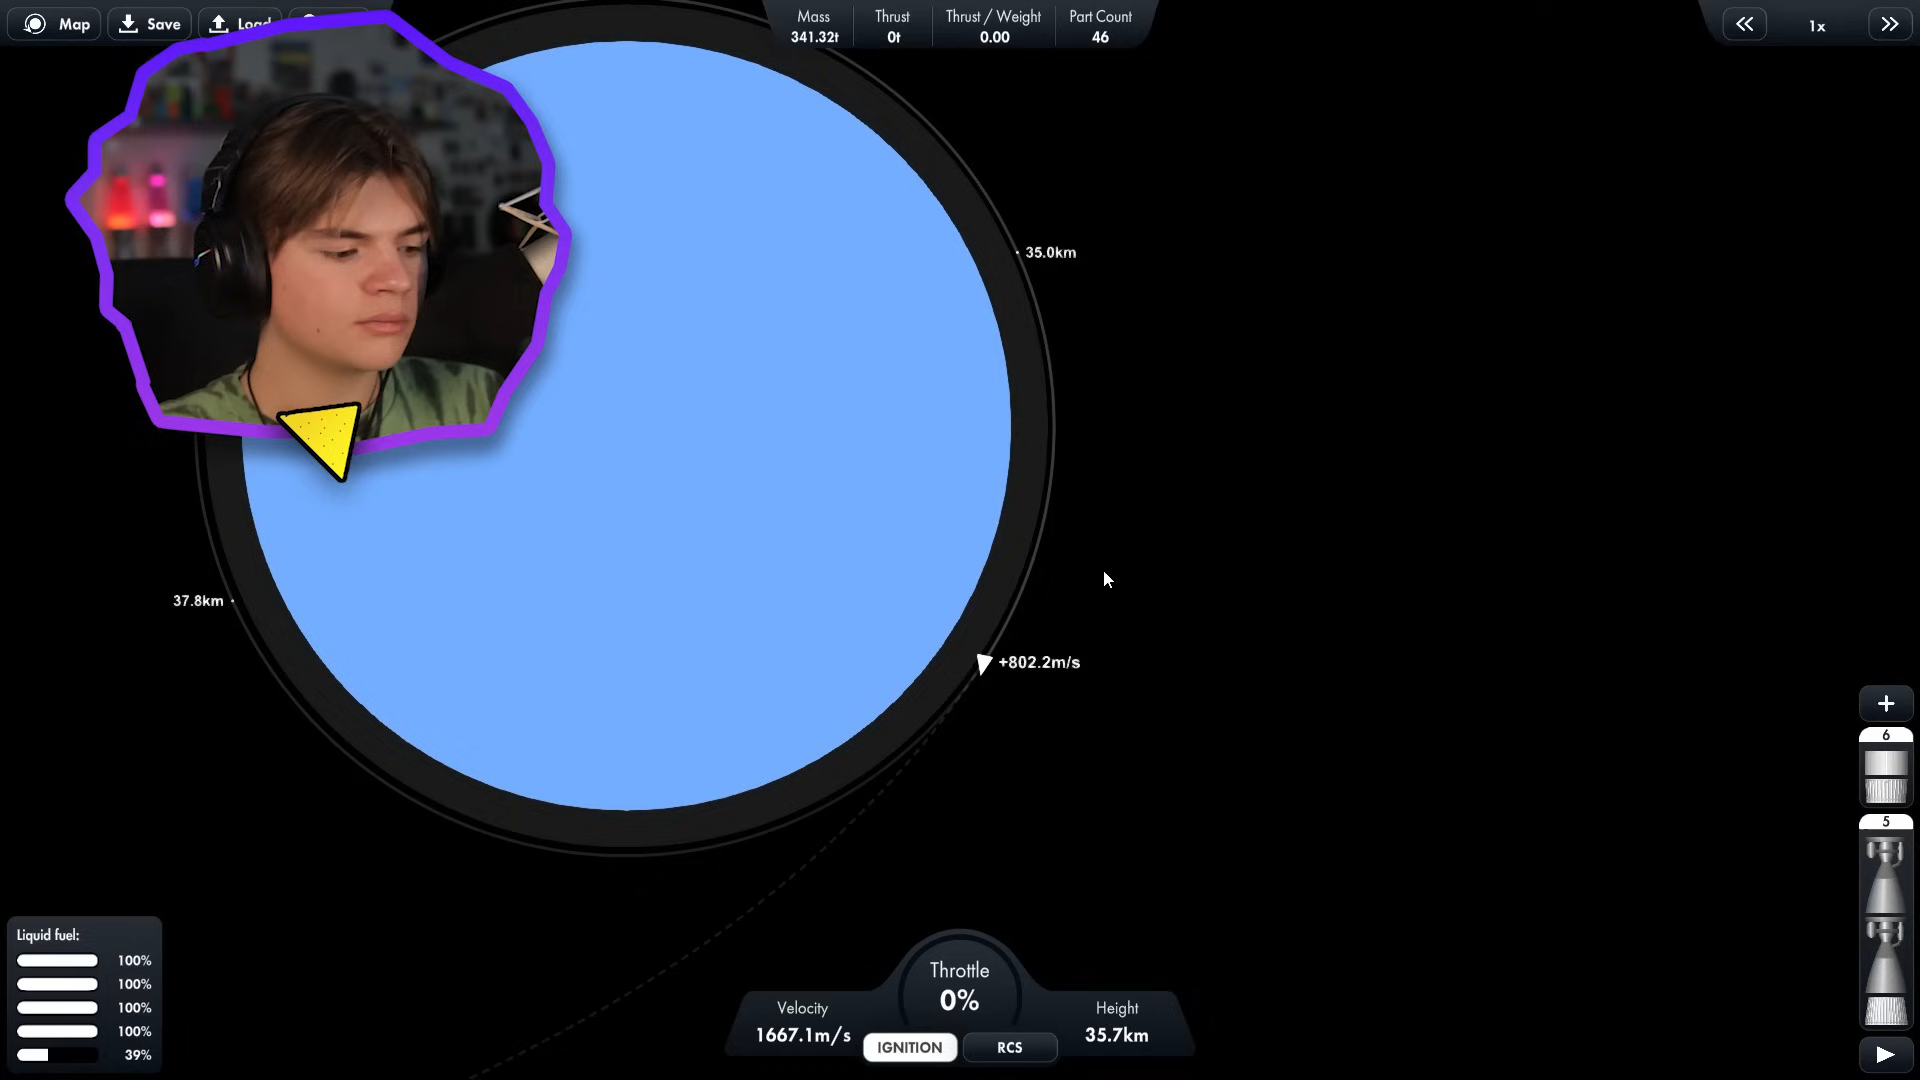 Map
Save
Load
Mass
341.32t
Thrust
0t
Thrust / Weight
0.00
Part Count
46
1x
35.0km
37.8km
+802.2m/s
6
5
Liquid fuel:
100%
100%
100%
100%
39%
Throttle
0%
Velocity
1667.1m/s
Height
35.7km
IGNITION
RCS